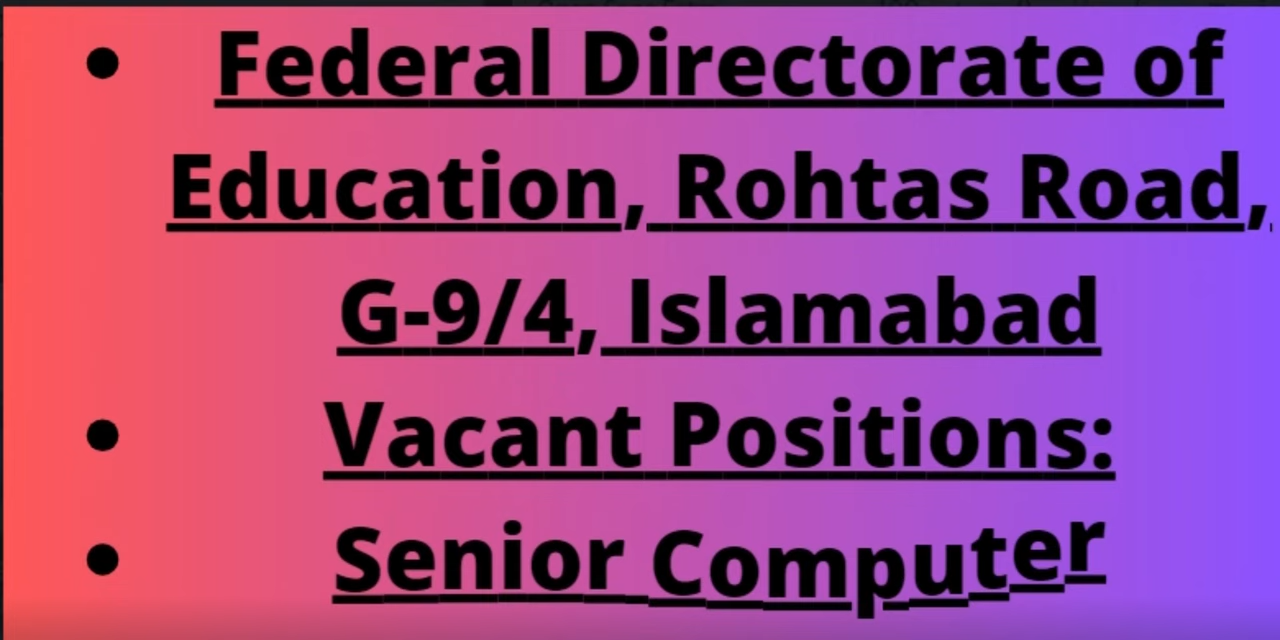 • Federal Directorate of
Education, Rohtas Road,
G-9/4, Islamabad
• Vacant Positions:
• Senior Computer